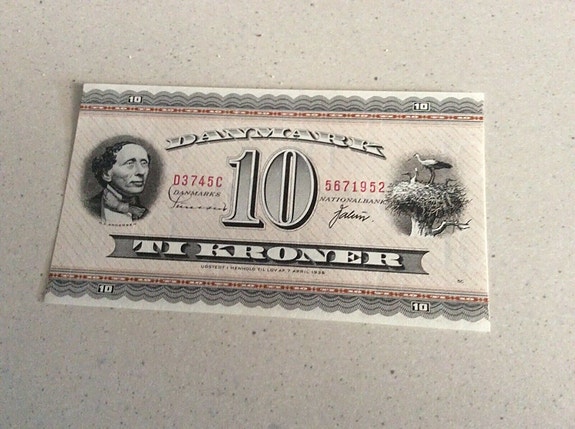 10 10
DANMARK
D3745C 10 5671952
DANMARKS NATIONALBANK
H.C. ANDERSEN
TI KRONER
UDSTEDT I HENHOLD TIL LOV AF 7 APRIL 1936
10 10